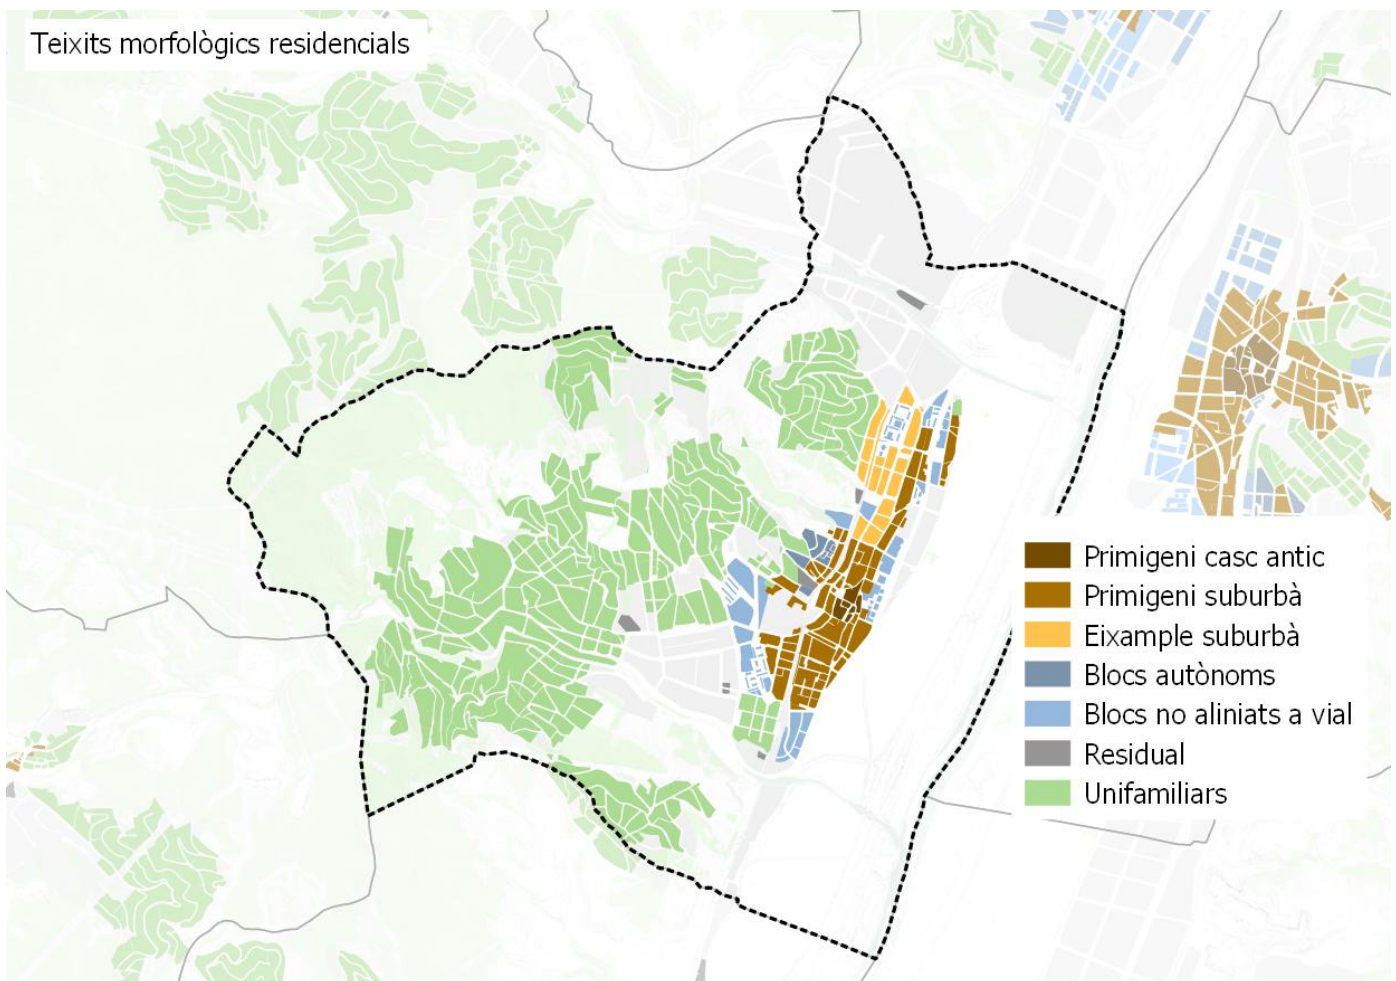 Teixits morfològics residencials
Primigeni casc antic
Primigeni suburbà
Eixample suburbà
Blocs autònoms
Blocs no aliniats a vial
Residual
Unifamiliars